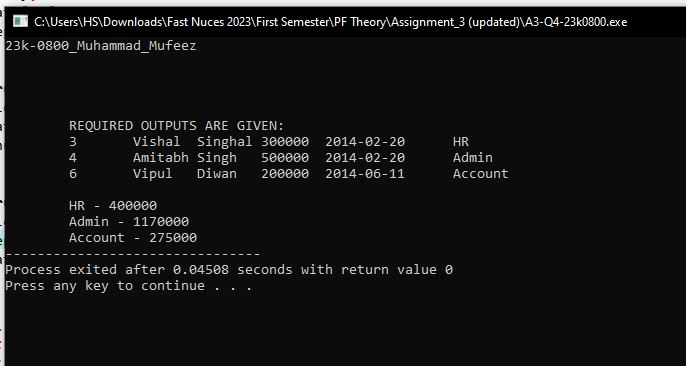 C:\Users\HS\Downloads\Fast Nuces 2023\First Semester\PF Theory\Assignment_3 (updated)\A3-Q4-23k0800.exe
23k-0800_Muhammad_Mufeez
REQUIRED OUTPUTS ARE GIVEN:
3 Vishal Singhal 300000 2014-02-20 HR
4 Amitabh Singh 500000 2014-02-20 Admin
6 Vipul Diwan 200000 2014-06-11 Account
HR - 400000
Admin - 1170000
Account - 275000
--------------------------------
Process exited after 0.04508 seconds with return value 0
Press any key to continue . . .